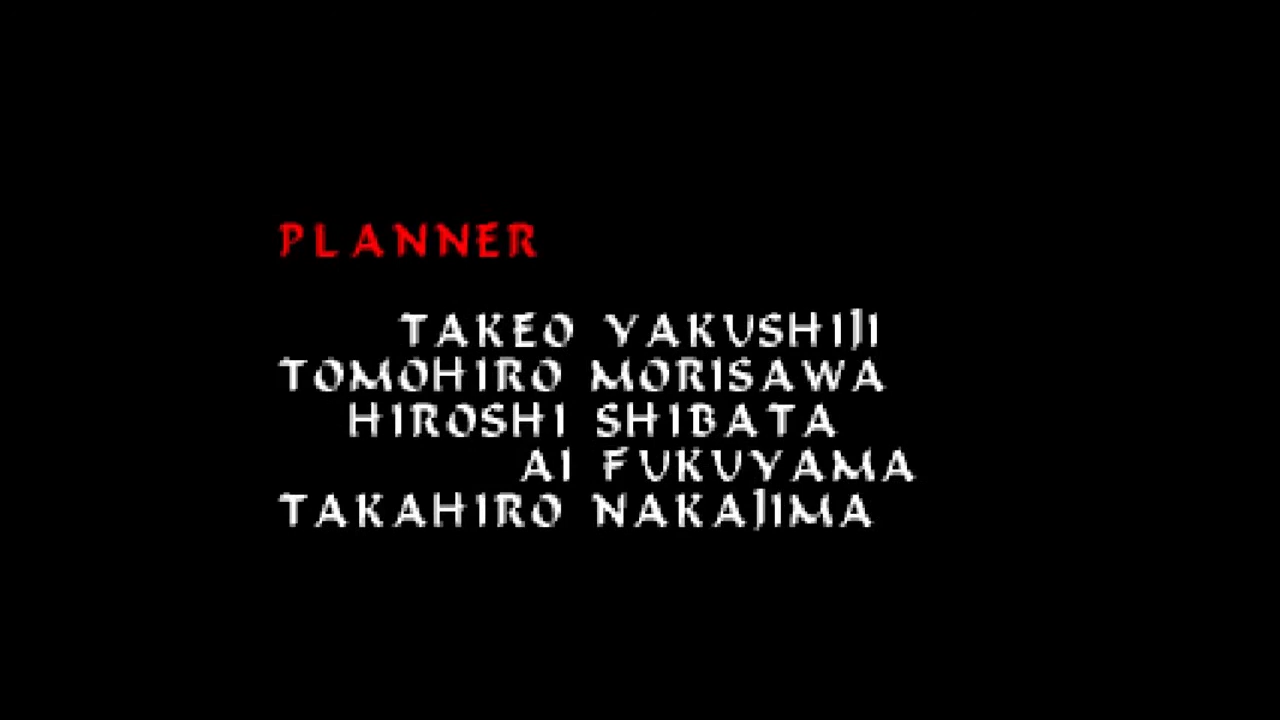 PLANNER
TAKEO YAKUSHIJI
TOMOHIRO MORISAWA
HIROSHI SHIBATA
AI FUKUYAMA
TAKAHIRO NAKAJIMA